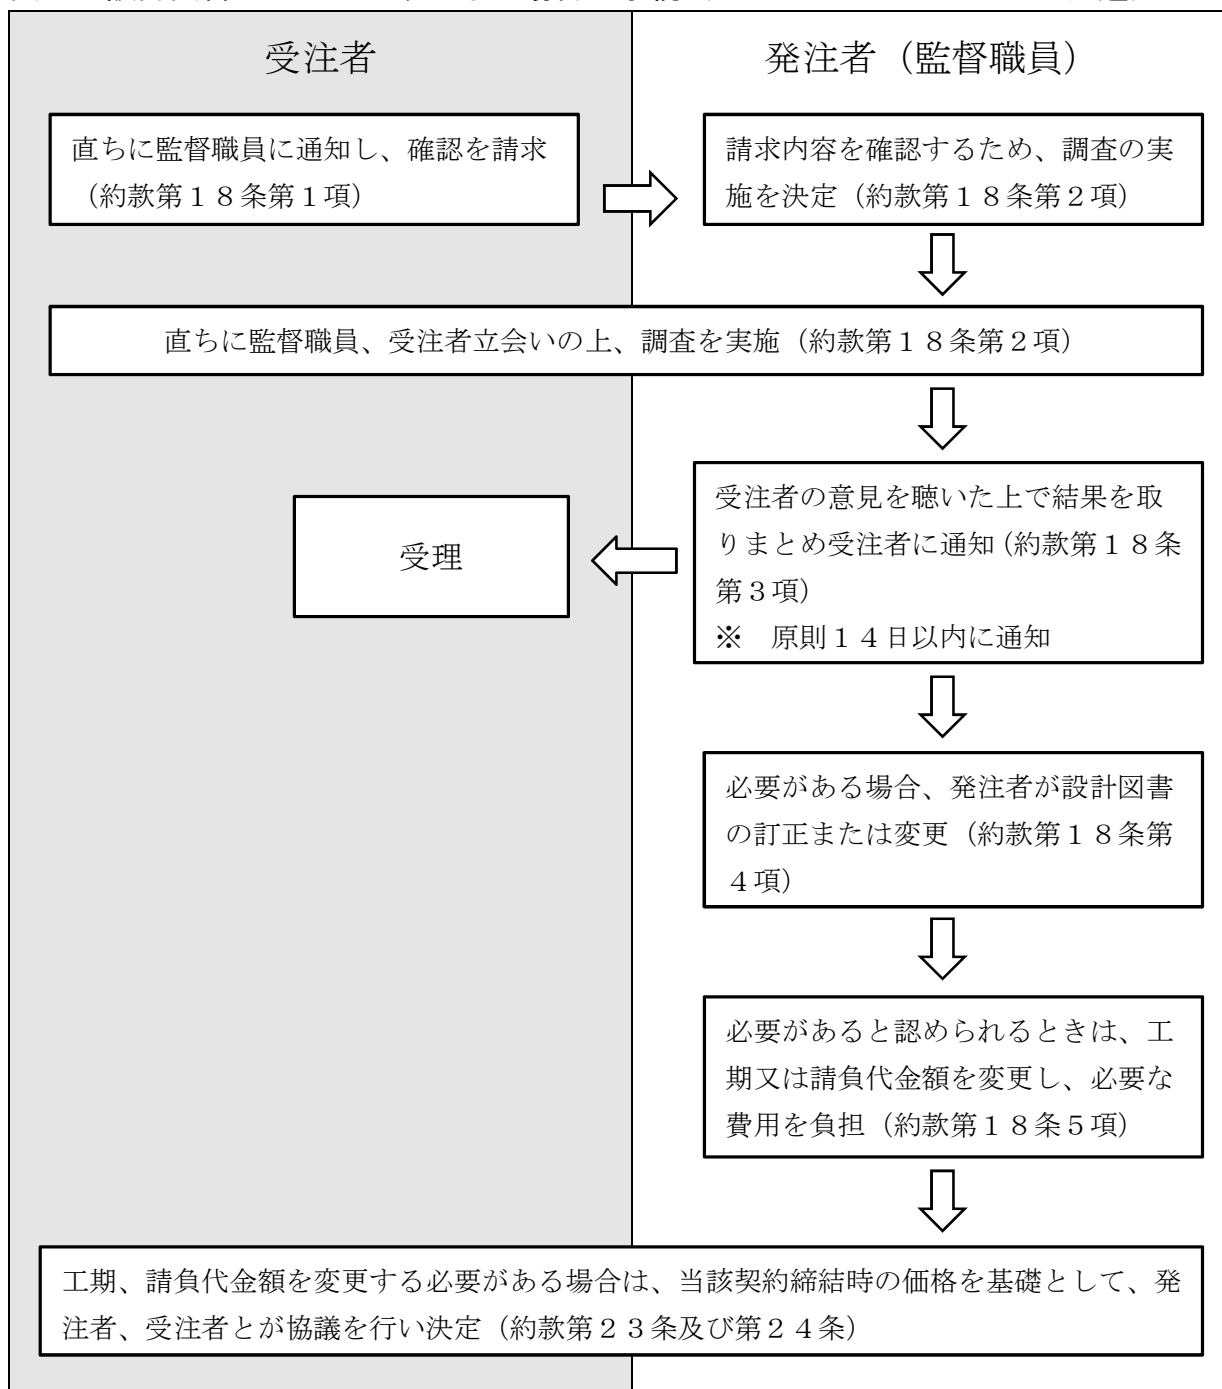 受注者
発注者（監督職員）
直ちに監督職員に通知し、確認を請求
（約款第１８条第１項）
請求内容を確認するため、調査の実
施を決定（約款第１８条第２項）
直ちに監督職員、受注者立会いの上、調査を実施（約款第１８条第２項）
受注者の意見を聴いた上で結果を取
りまとめ受注者に通知（約款第１８条
第３項）
※　原則１４日以内に通知
受理
必要がある場合、発注者が設計図書
の訂正または変更（約款第１８条第
４項）
必要があると認められるときは、工
期又は請負代金額を変更し、必要な
費用を負担（約款第１８条５項）
工期、請負代金額を変更する必要がある場合は、当該契約締結時の価格を基礎として、発
注者、受注者とが協議を行い決定（約款第２３条及び第２４条）